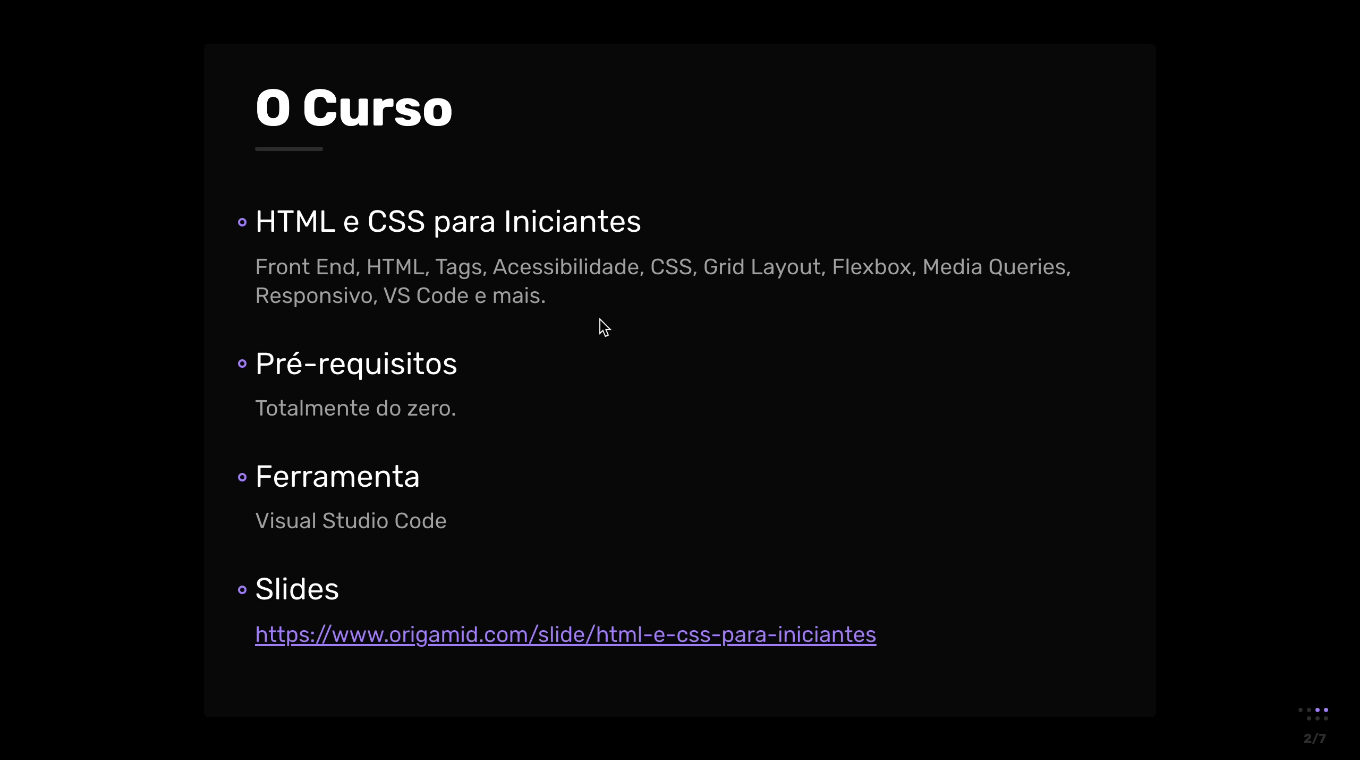 O Curso
HTML e CSS para Iniciantes
Front End, HTML, Tags, Acessibilidade, CSS, Grid Layout, Flexbox, Media Queries,
Responsivo, VS Code e mais.
Pré-requisitos
Totalmente do zero.
Ferramenta
Visual Studio Code
Slides
https://www.origamid.com/slide/html-e-css-para-iniciantes
2/7